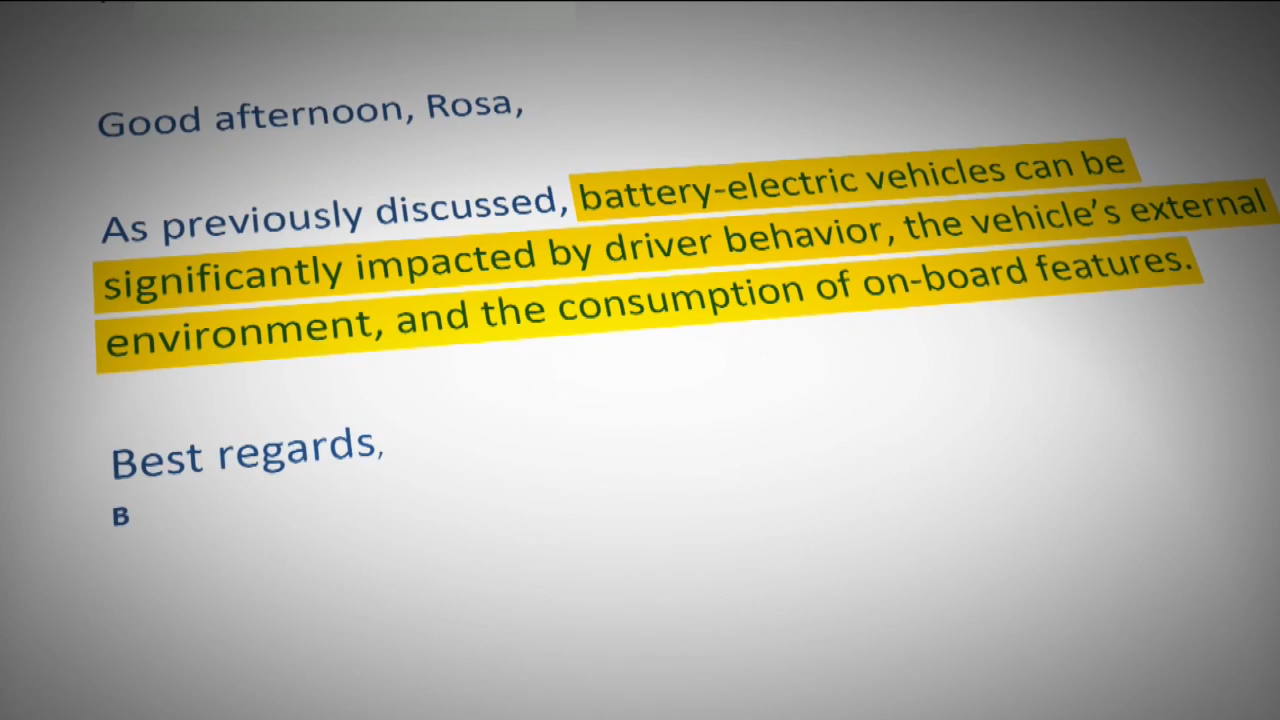 Good afternoon, Rosa,
As previously discussed, battery-electric vehicles can be
significantly impacted by driver behavior, the vehicle’s external
environment, and the consumption of on-board features.
Best regards,
B